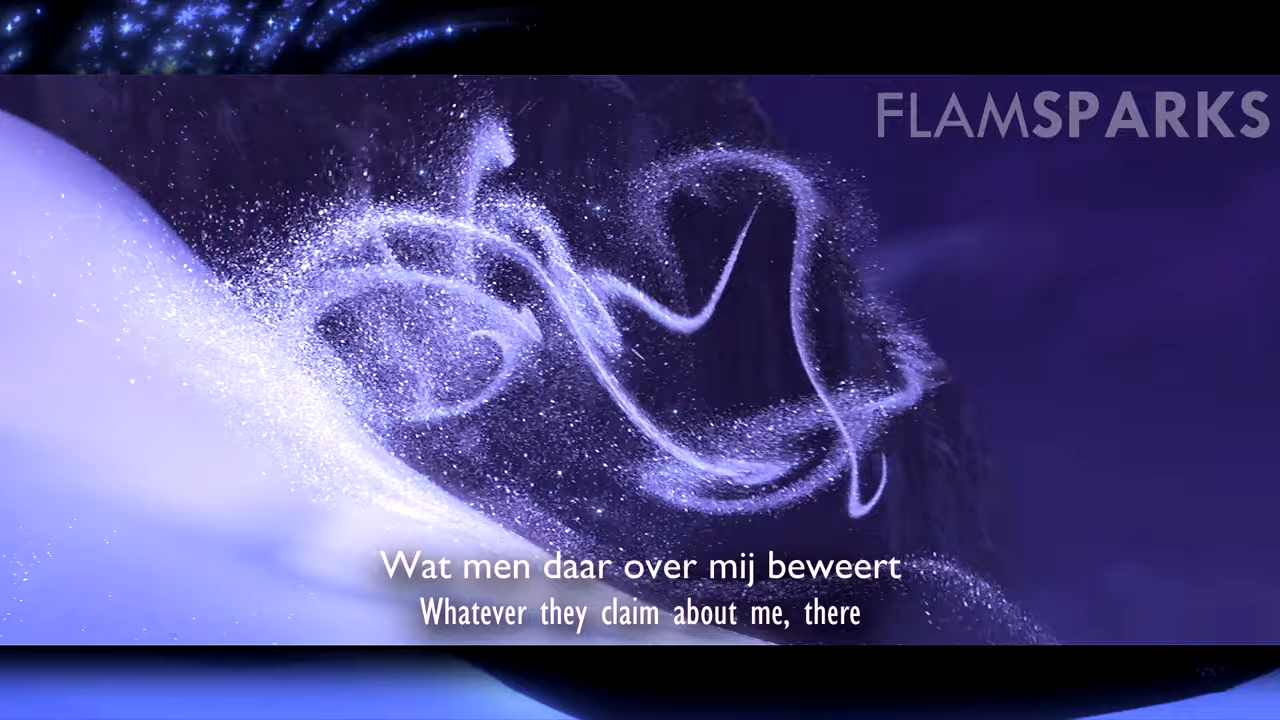 FLAMSPARKS
Wat men daar over mij beweert
Whatever they claim about me, there